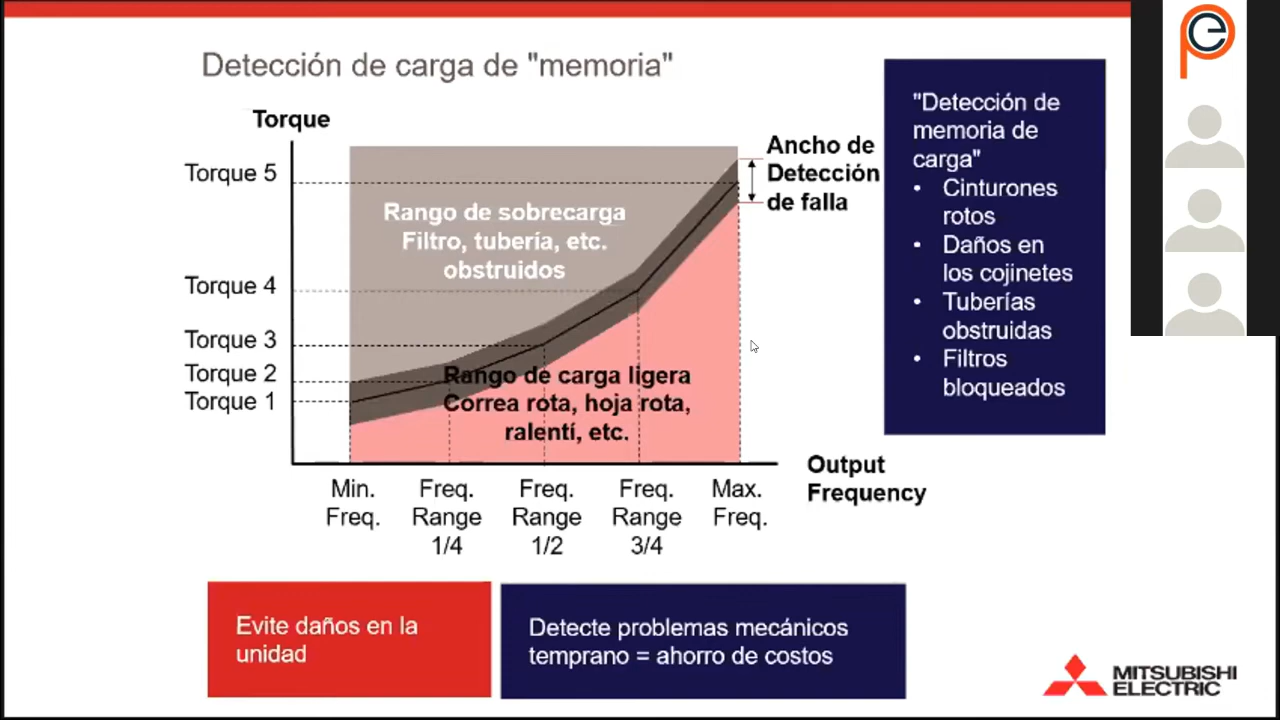 Detección de carga de "memoria"
Torque
Torque 5
Torque 4
Torque 3
Torque 2
Torque 1
Rango de sobrecarga
Filtro, tubería, etc.
obstruidos
Rango de carga ligera
Correa rota, hoja rota,
ralentí, etc.
Ancho de
Detección
de falla
Min.
Freq.
Freq.
Range
1/4
Freq.
Range
1/2
Freq.
Range
3/4
Max.
Freq.
Output
Frequency
"Detección de
memoria de
carga"
• Cinturones
rotos
• Daños en
los cojinetes
• Tuberías
obstruidas
• Filtros
bloqueados
Evite daños en la
unidad
Detecte problemas mecánicos
temprano = ahorro de costos
MITSUBISHI
ELECTRIC